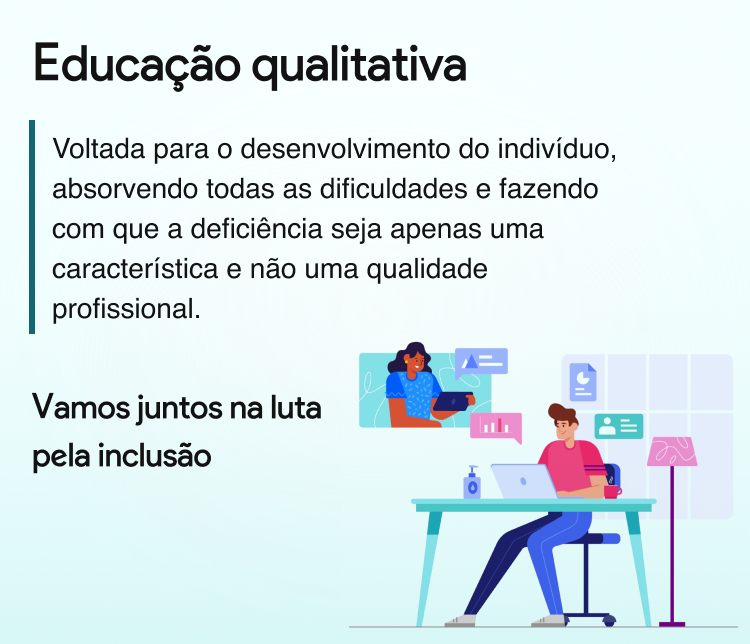 Educação qualitativa
Voltada para o desenvolvimento do indivíduo,
absorvendo todas as dificuldades e fazendo
com que a deficiência seja apenas uma
característica e não uma qualidade
profissional.
Vamos juntos na luta
pela inclusão